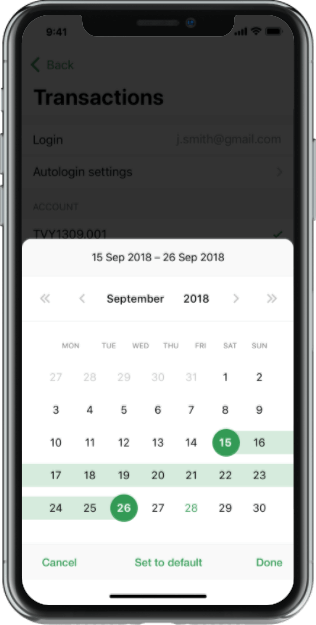 9:41
Back
Transactions
Login j.smith@gmail.com
Autologin settings
ACCOUNT
TVY1309.001
15 Sep 2018 – 26 Sep 2018
September 2018
MON TUE WED THU FRI SAT SUN
27 28 29 30 31 1 2
3 4 5 6 7 8 9
10 11 12 13 14 15 16
17 18 19 20 21 22 23
24 25 26 27 28 29 30
Cancel Set to default Done